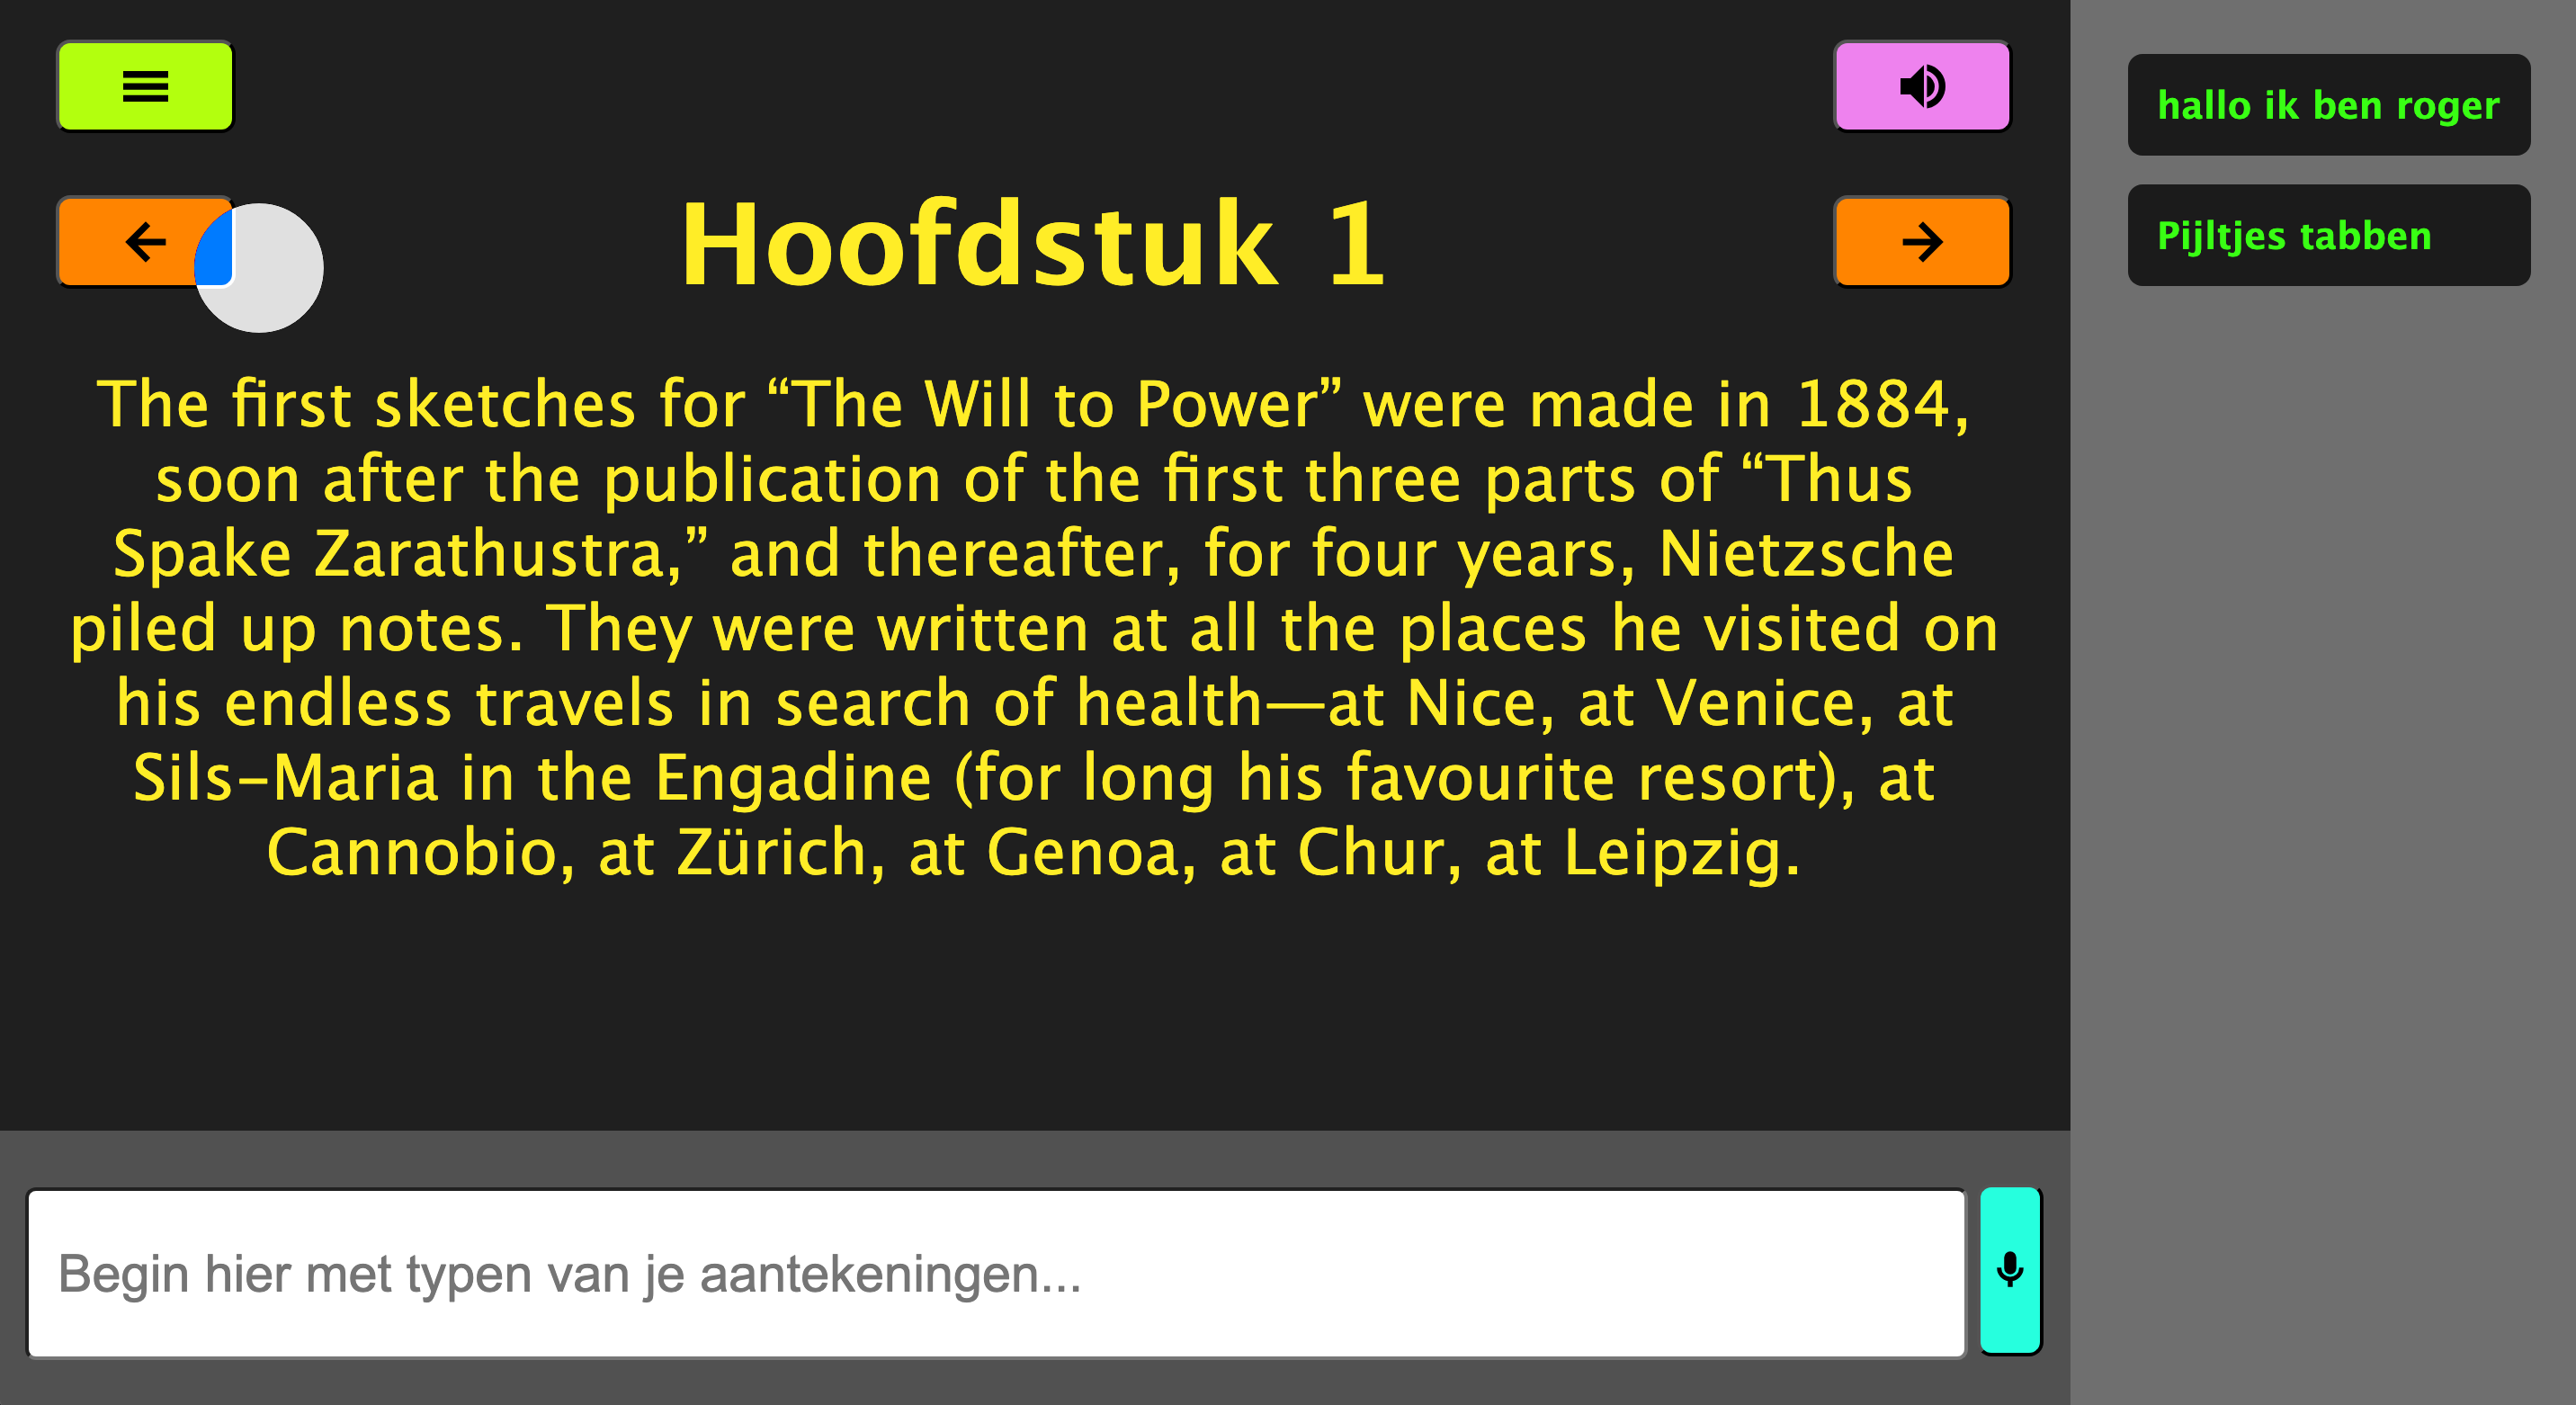 Hoofdstuk 1
The first sketches for “The Will to Power” were made in 1884,
soon after the publication of the first three parts of “Thus
Spake Zarathustra,” and thereafter, for four years, Nietzsche
piled up notes. They were written at all the places he visited on
his endless travels in search of health—at Nice, at Venice, at
Sils-Maria in the Engadine (for long his favourite resort), at
Cannobio, at Zürich, at Genoa, at Chur, at Leipzig.
Begin hier met typen van je aantekeningen...
hallo ik ben roger
Pijltjes tabben